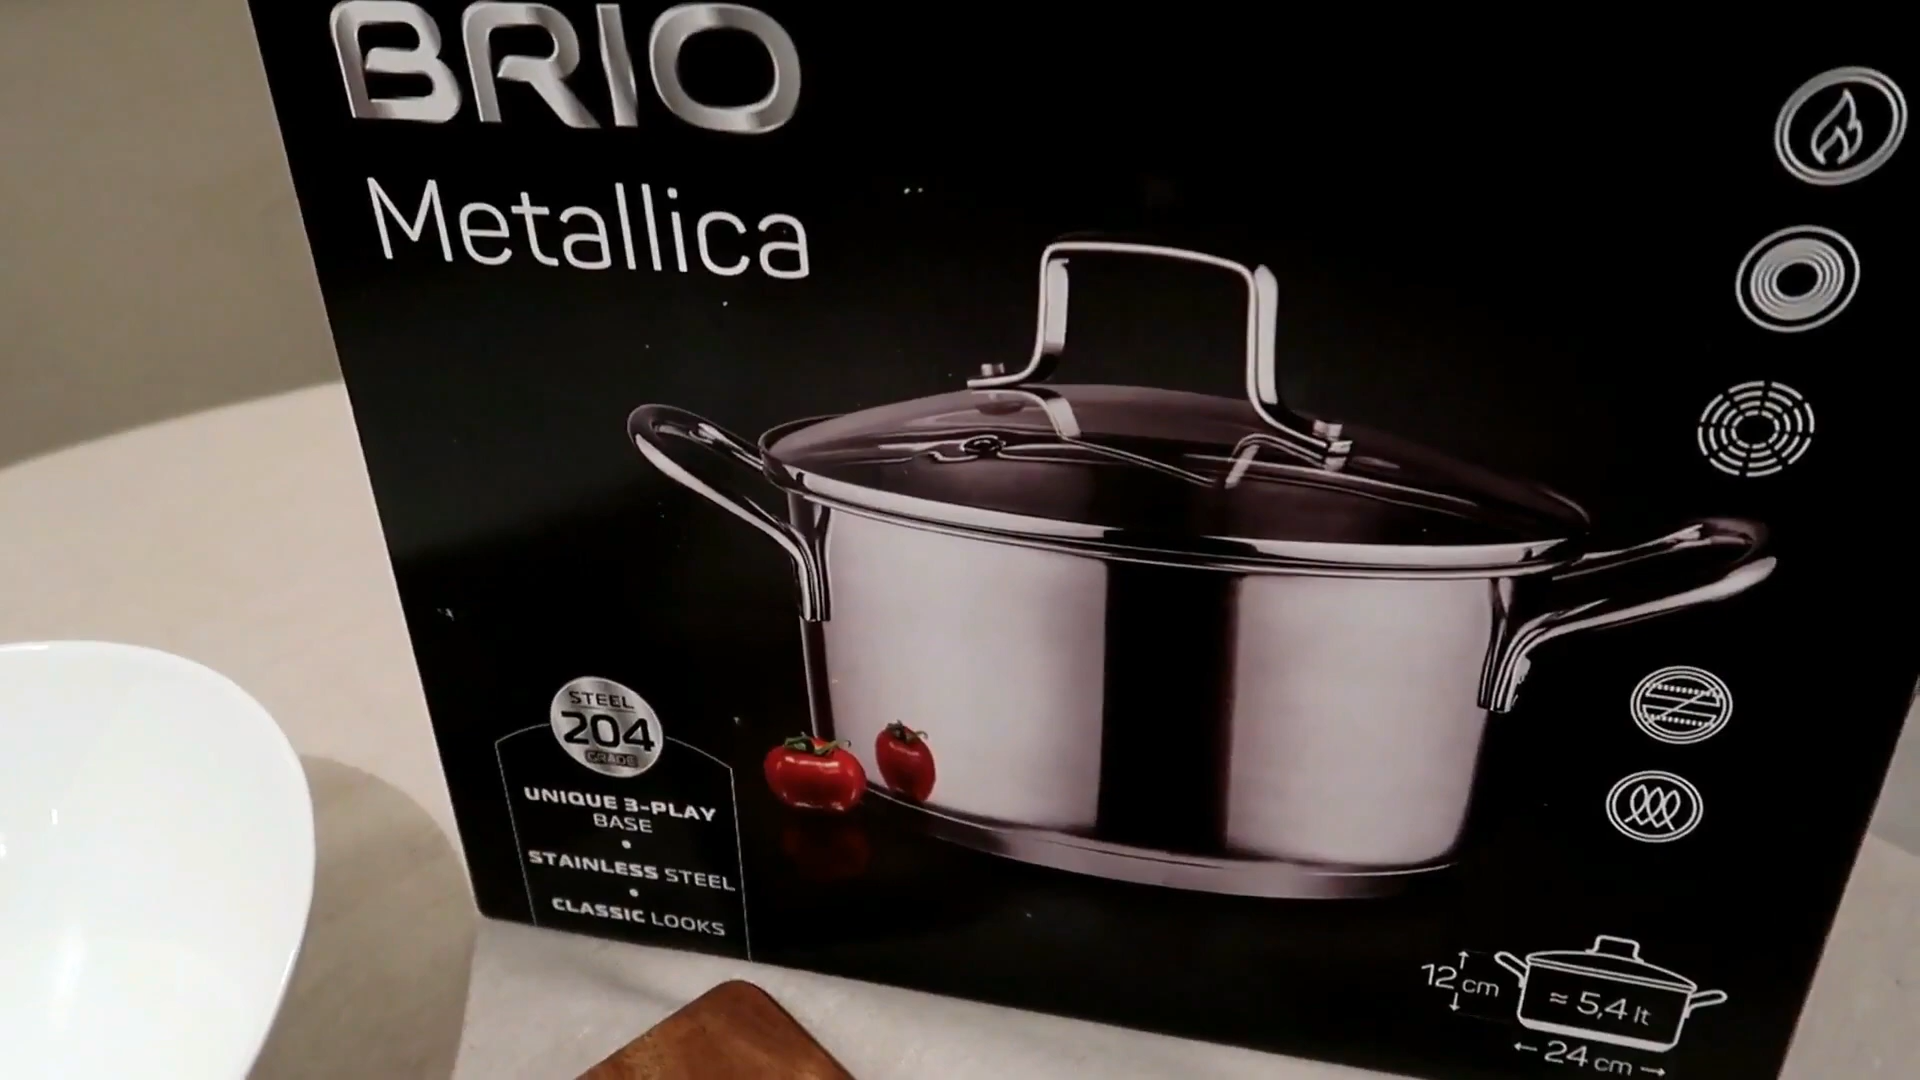 BRIO
Metallica
STEEL
204
GRADE
UNIQUE 3-PLAY
BASE
STAINLESS STEEL
CLASSIC LOOKS
12 cm
≈ 5,4 lt
24 cm